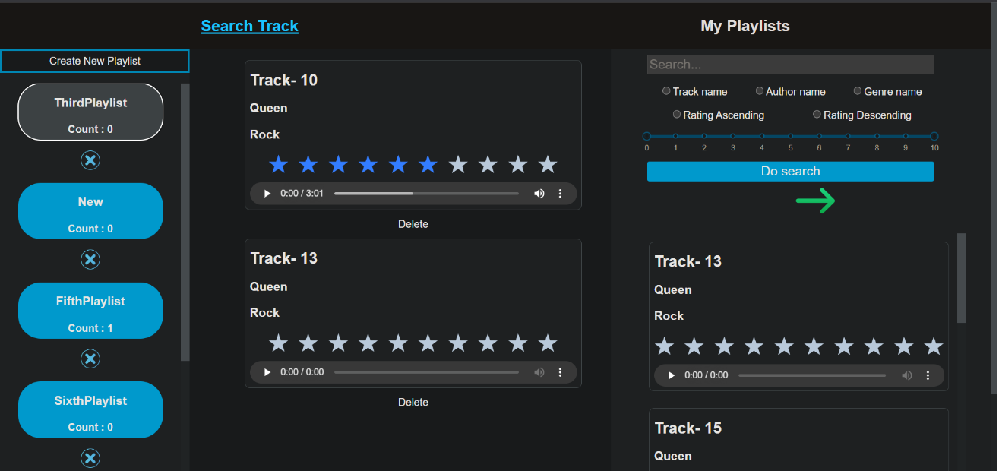 Search Track
My Playlists
Create New Playlist
ThirdPlaylist
Count : 0
New
Count : 0
FifthPlaylist
Count : 1
SixthPlaylist
Count : 0
Track- 10
Queen
Rock
0:00 / 3:01
Delete
Track- 13
Queen
Rock
0:00 / 0:00
Delete
Search...
Track name Author name Genre name
Rating Ascending Rating Descending
0 1 2 3 4 5 6 7 8 9 10
Do search
Track- 13
Queen
Rock
0:00 / 0:00
Track- 15
Queen